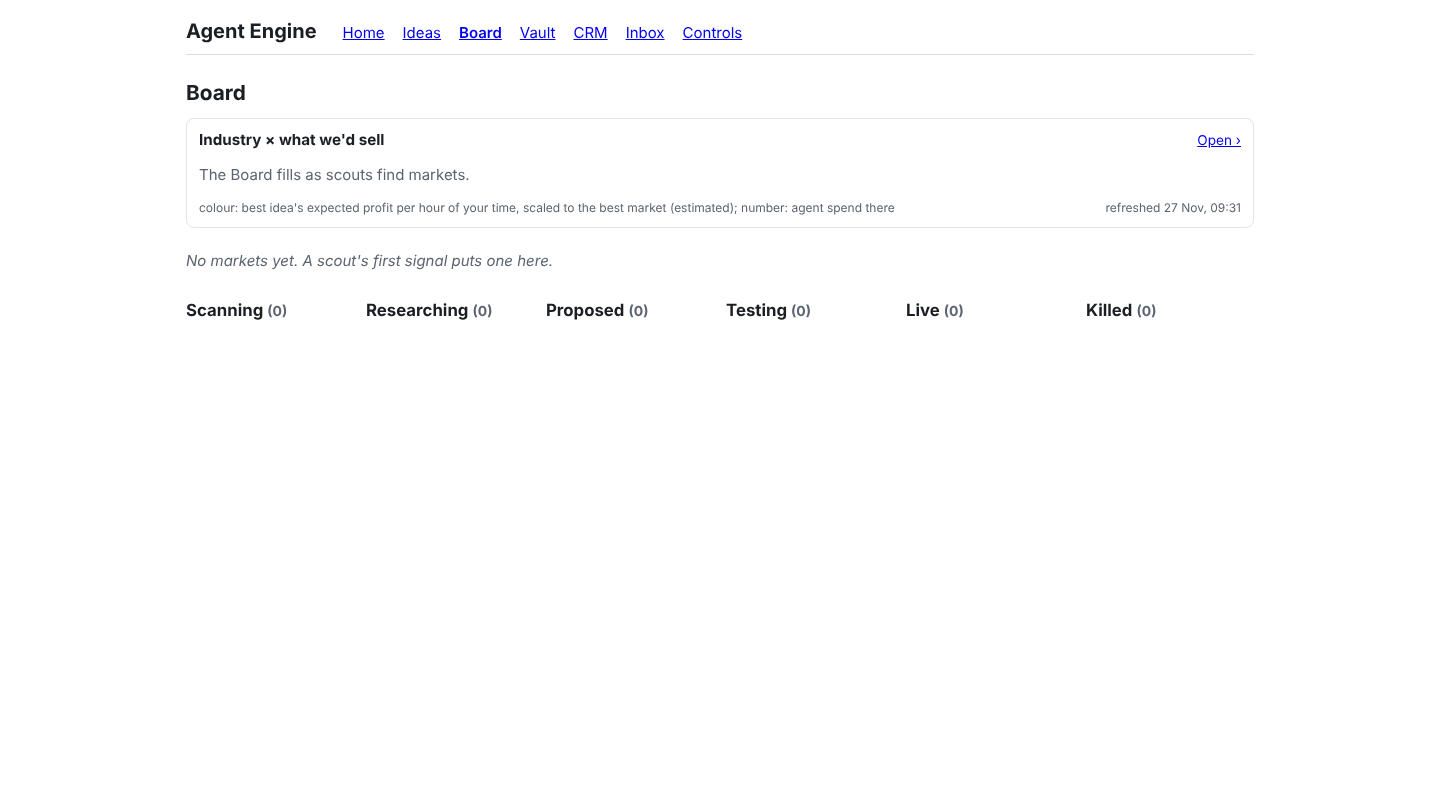 Agent Engine Home Ideas Board Vault CRM Inbox Controls
Board
Industry × what we'd sell Open ›
The Board fills as scouts find markets.
colour: best idea's expected profit per hour of your time, scaled to the best market (estimated); number: agent spend there refreshed 27 Nov, 09:31
No markets yet. A scout's first signal puts one here.
Scanning (0) Researching (0) Proposed (0) Testing (0) Live (0) Killed (0)